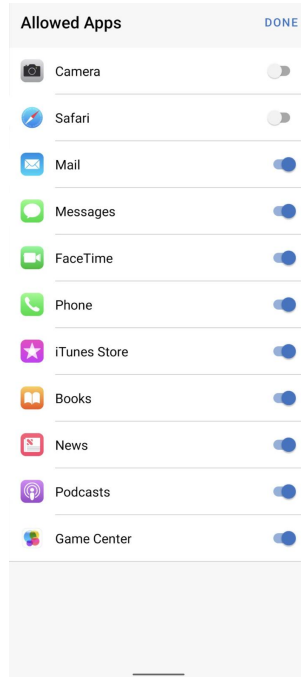 Allowed Apps DONE
Camera
Safari
Mail
Messages
FaceTime
Phone
iTunes Store
Books
News
Podcasts
Game Center